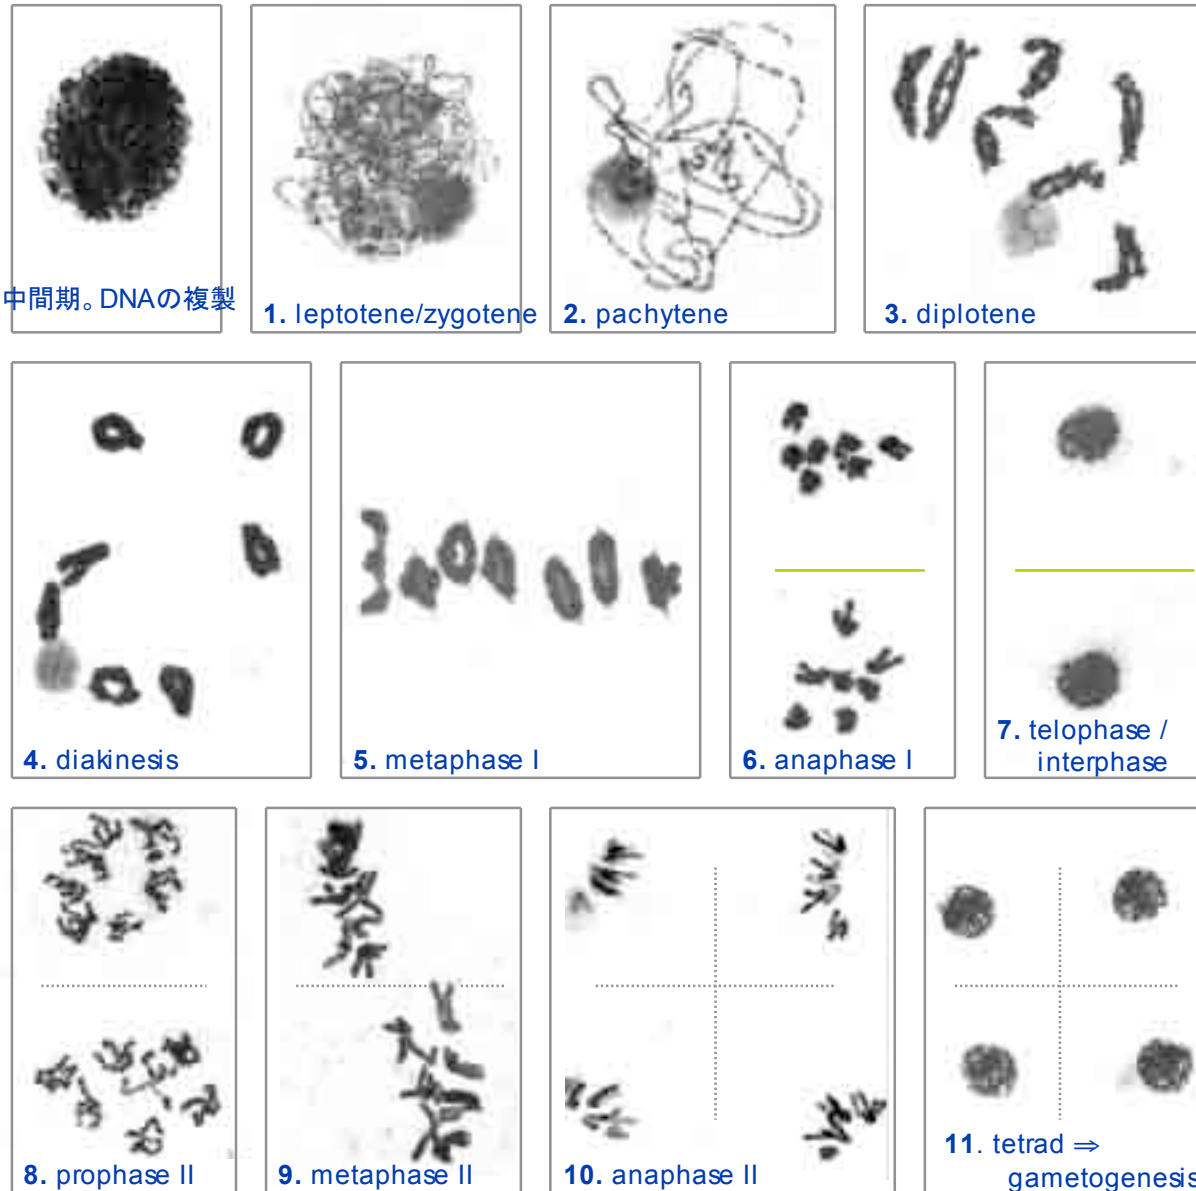 中間期。DNAの複製
1. leptotene/zygotene
2. pachytene
3. diplotene
4. diakinesis
5. metaphase I
6. anaphase I
7. telophase /
interphase
8. prophase II
9. metaphase II
10. anaphase II
11. tetrad ⇒
gametogenesis